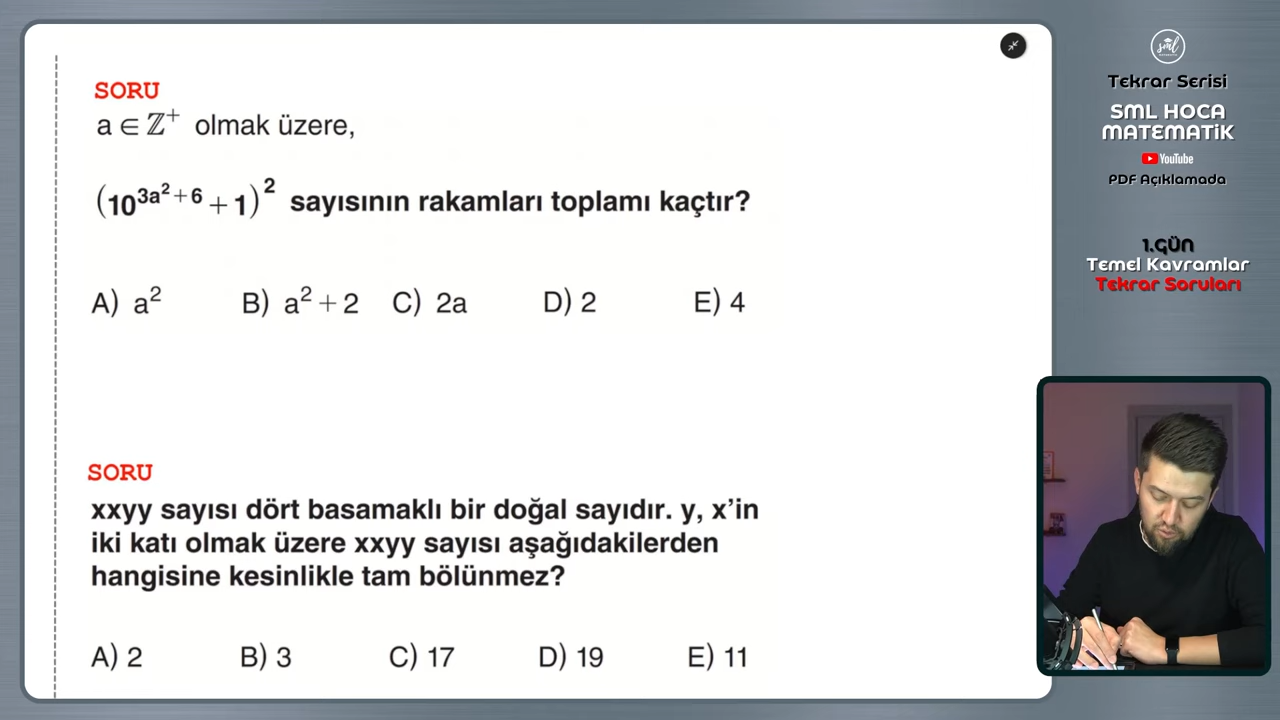 SORU
a ∈ ℤ⁺ olmak üzere,
(10^(3a²+6) + 1)² sayısının rakamları toplamı kaçtır?
A) a² B) a² + 2 C) 2a D) 2 E) 4
SORU
xxyy sayısı dört basamaklı bir doğal sayıdır. y, x'in
iki katı olmak üzere xxyy sayısı aşağıdakilerden
hangisine kesinlikle tam bölünmez?
A) 2 B) 3 C) 17 D) 19 E) 11
sml
Tekrar Serisi
SML HOCA
MATEMATİK
YouTube
PDF Açıklamada
1.GÜN
Temel Kavramlar
Tekrar Soruları